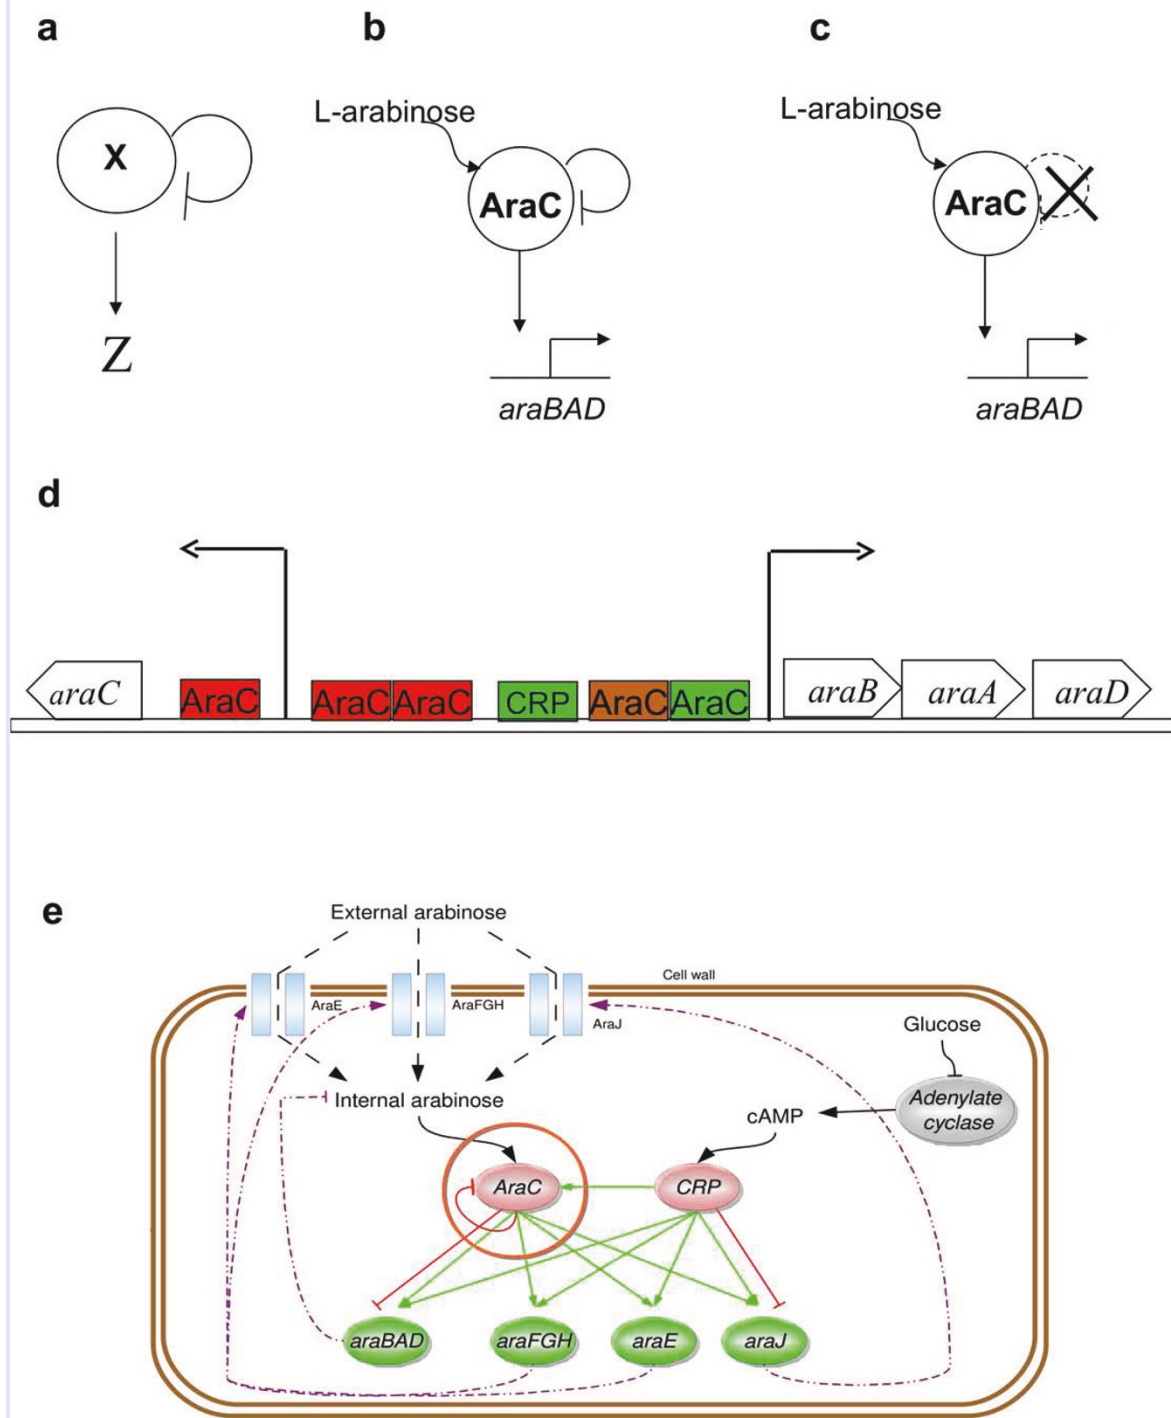 a
b
c
X
Z
L-arabinose
AraC
araBAD
L-arabinose
AraC
araBAD
d
araC
AraC
AraC
AraC
CRP
AraC
AraC
araB
araA
araD
e
External arabinose
Cell wall
AraE
AraFGH
AraJ
Glucose
Internal arabinose
cAMP
Adenylate
cyclase
AraC
CRP
araBAD
araFGH
araE
araJ